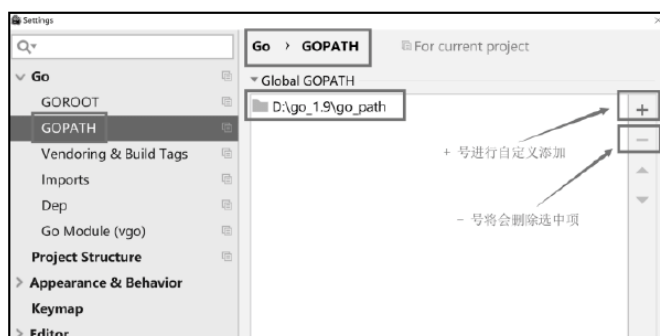 Settings
Go › GOPATH
For current project
Go
Global GOPATH
GOROOT
D:\go_1.9\go_path
GOPATH
Vendoring & Build Tags
+ 号进行自定义添加
Imports
Dep
- 号将会删除选中项
Go Module (vgo)
Project Structure
Appearance & Behavior
Keymap
Editor